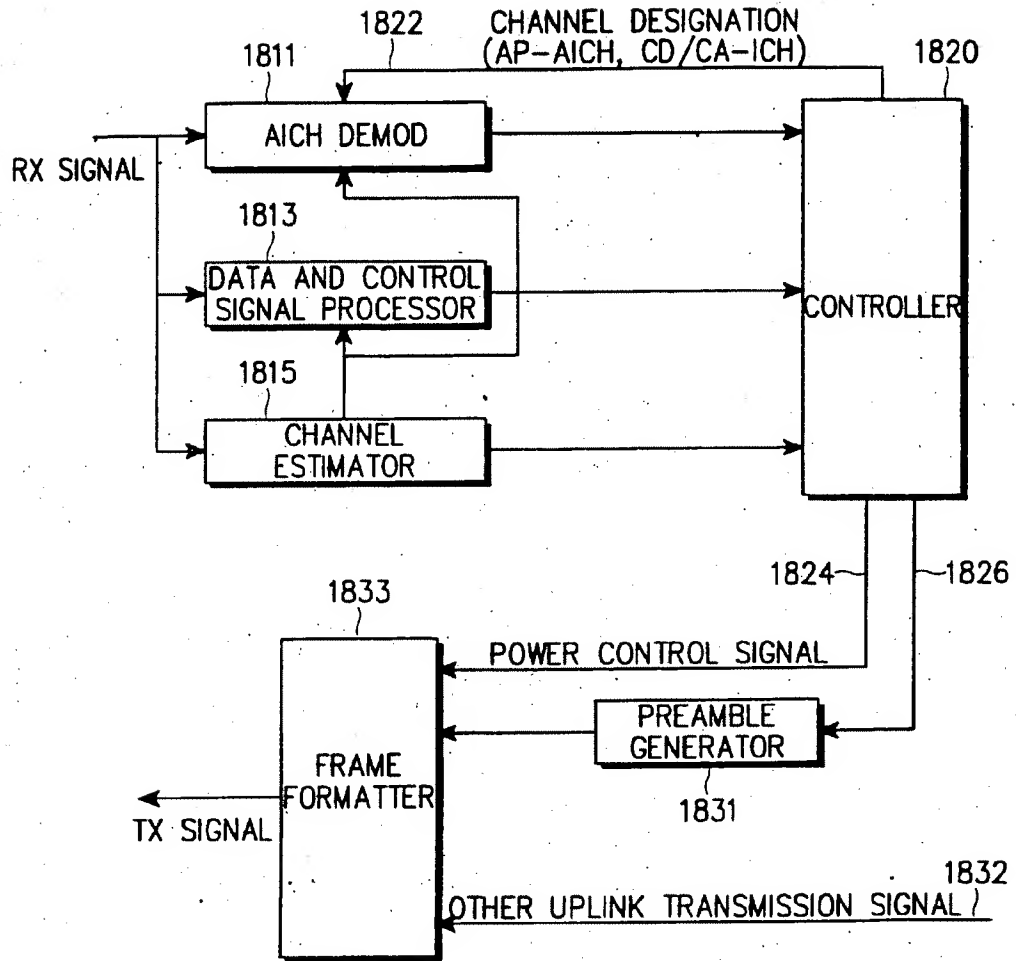 CHANNEL DESIGNATION
(AP-AICH, CD/CA-ICH)
1822
1811
1820
AICH DEMOD
RX SIGNAL
1813
DATA AND CONTROL
SIGNAL PROCESSOR
CONTROLLER
1815
CHANNEL
ESTIMATOR
1824
1826
1833
POWER CONTROL SIGNAL
PREAMBLE
GENERATOR
FRAME
FORMATTER
1831
TX SIGNAL
1832
OTHER UPLINK TRANSMISSION SIGNAL